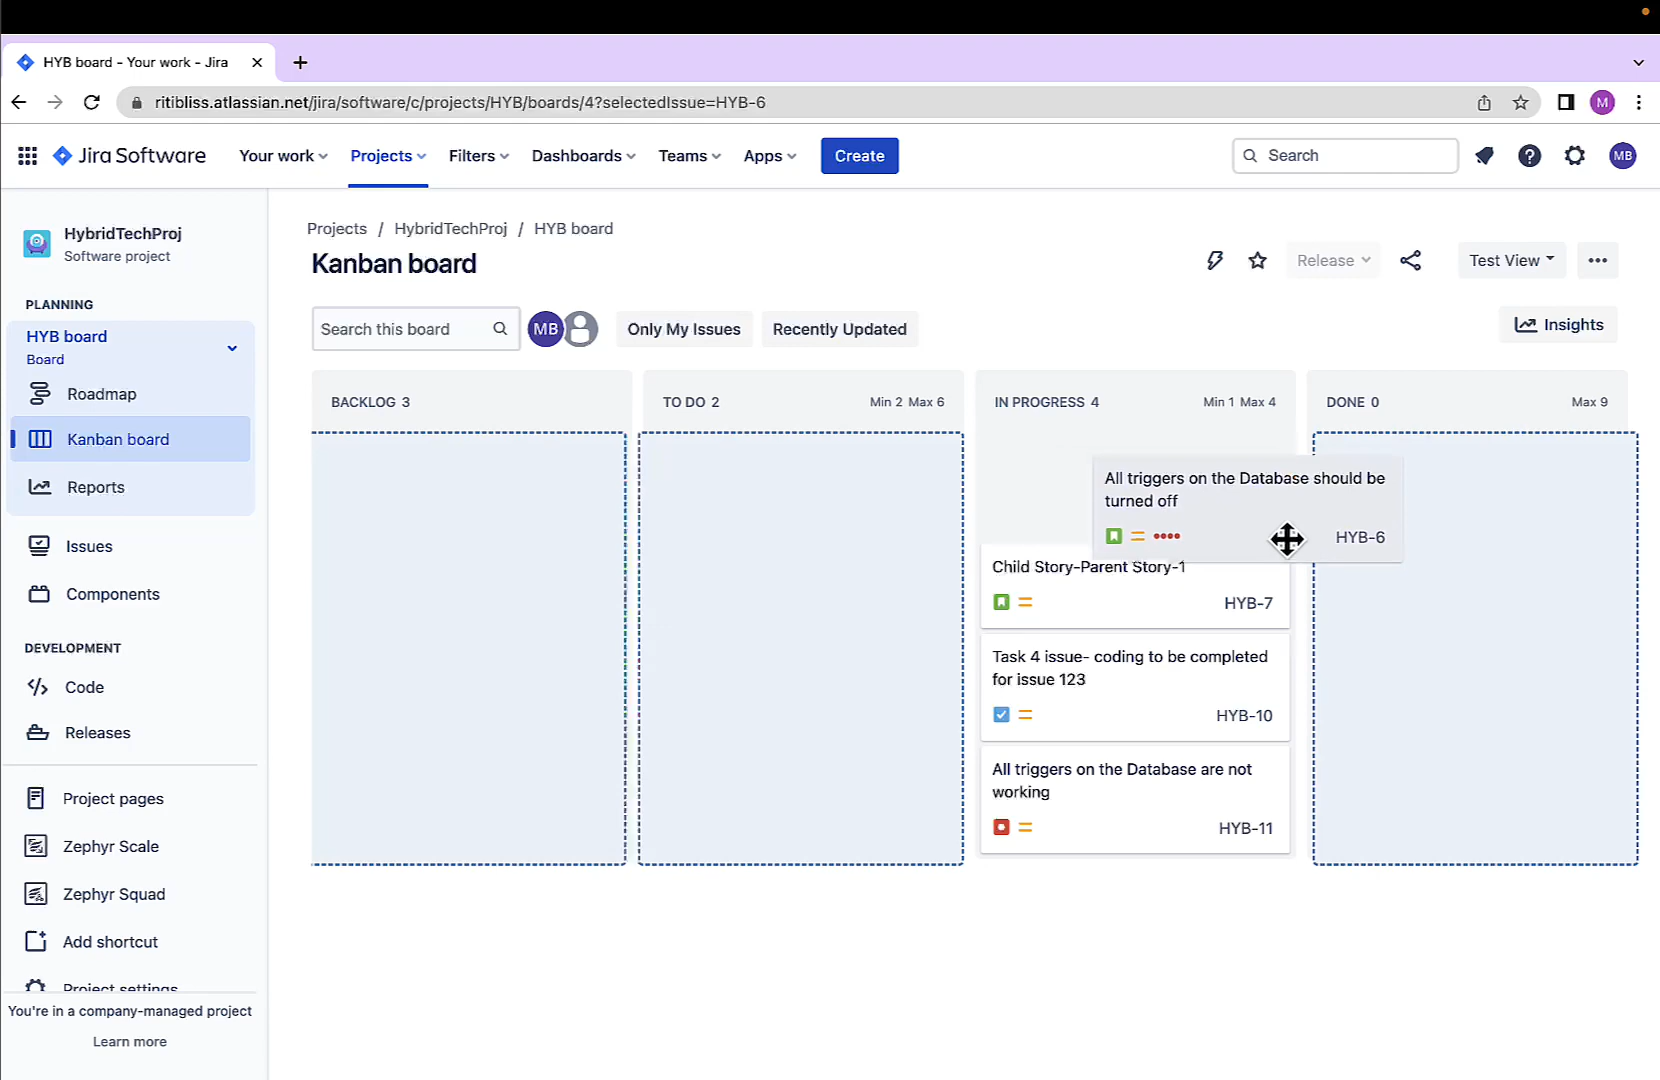 HYB board - Your work - Jira
ritibliss.atlassian.net/jira/software/c/projects/HYB/boards/4?selectedIssue=HYB-6
M
Jira Software
Your work
Projects
Filters
Dashboards
Teams
Apps
Create
Search
MB
HybridTechProj
Software project
PLANNING
HYB board
Board
Roadmap
Kanban board
Reports
Issues
Components
DEVELOPMENT
Code
Releases
Project pages
Zephyr Scale
Zephyr Squad
Add shortcut
Project settings
You're in a company-managed project
Learn more
Projects / HybridTechProj / HYB board
Kanban board
Release
Test View
Search this board
MB
Only My Issues
Recently Updated
Insights
BACKLOG 3
TO DO 2
Min 2 Max 6
IN PROGRESS 4
Min 1 Max 4
DONE 0
Max 9
All triggers on the Database should be
turned off
HYB-6
Child Story-Parent Story-1
HYB-7
Task 4 issue- coding to be completed
for issue 123
HYB-10
All triggers on the Database are not
working
HYB-11